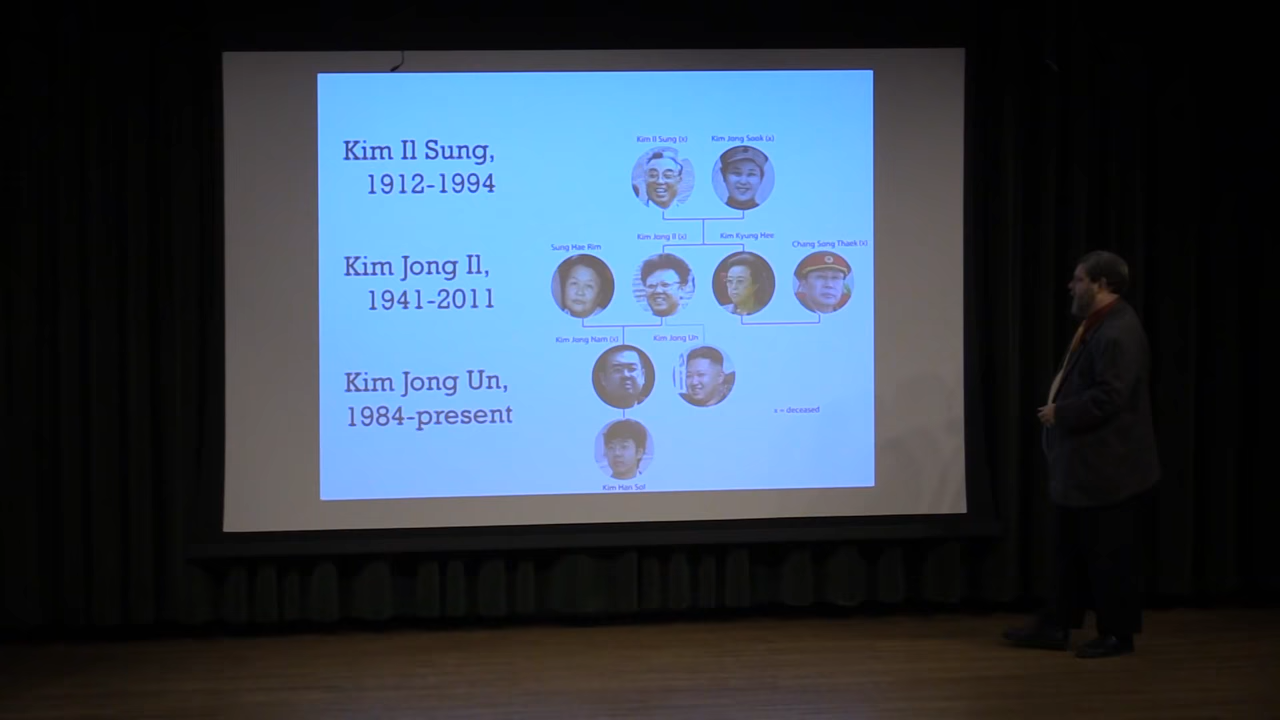 Kim Il Sung,
1912-1994
Kim Jong Il,
1941-2011
Kim Jong Un,
1984-present
Kim Il Sung (x)
Kim Jong Sook (x)
Sung Hae Rim
Kim Jong Il (x)
Kim Kyung Hee
Chang Song Thaek (x)
Kim Jong Nam (x)
Kim Jong Un
x = deceased
Kim Han Sol